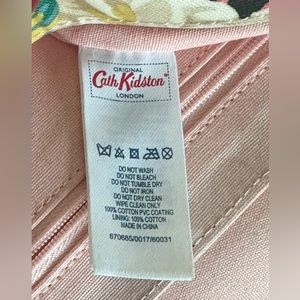 ORIGINAL
Cath Kidston
LONDON
DO NOT WASH
DO NOT BLEACH
DO NOT TUMBLE DRY
DO NOT IRON
DO NOT DRY CLEAN
WIPE CLEAN ONLY
100% COTTON PVC COATING
LINING: 100% COTTON
MADE IN CHINA
670685/0017/60031